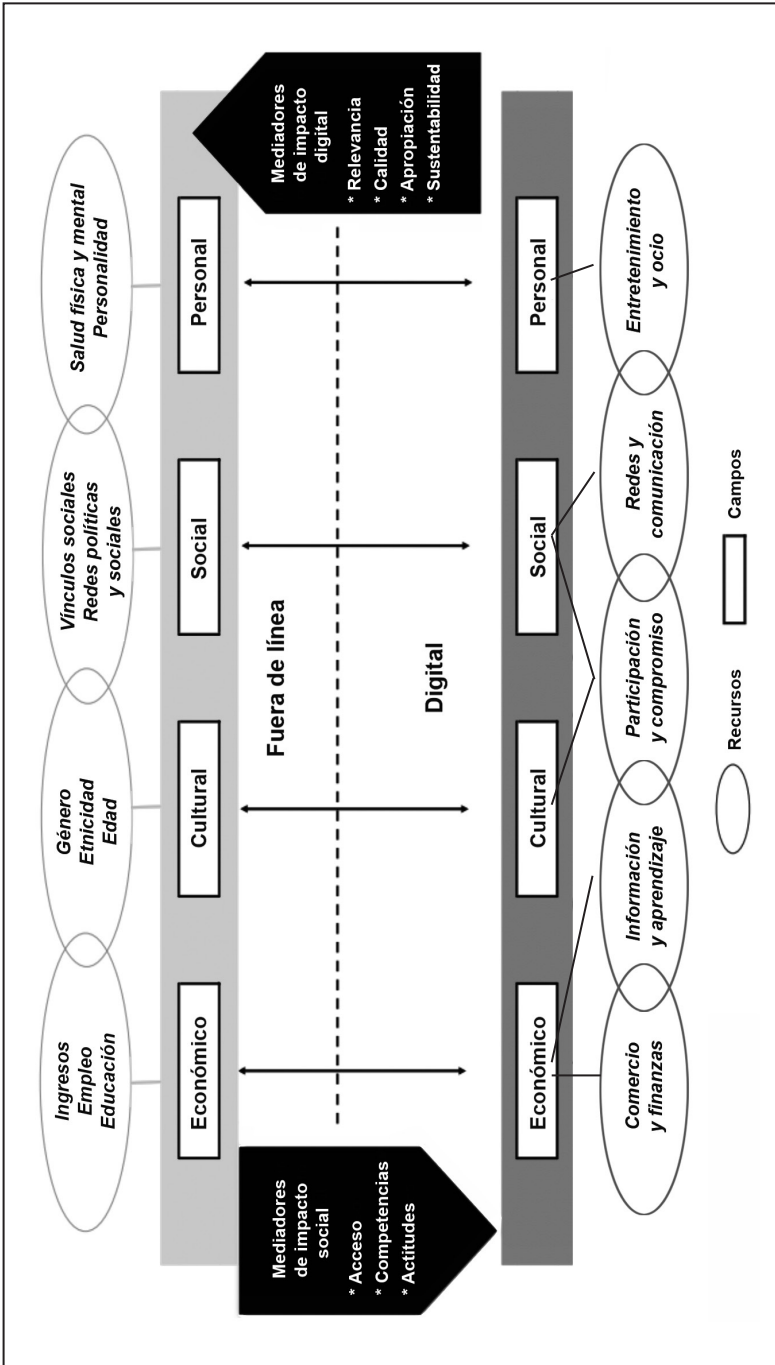 Ingresos
Empleo
Educación
Género
Etnicidad
Edad
Vínculos sociales
Redes políticas
y sociales
Salud física y mental
Personalidad
Económico
Cultural
Social
Personal
Mediadores
de impacto
social
* Acceso
* Competencias
* Actitudes
Fuera de línea
Digital
Mediadores
de impacto
digital
* Relevancia
* Calidad
* Apropiación
* Sustentabilidad
Económico
Cultural
Social
Personal
Comercio
y finanzas
Información
y aprendizaje
Participación
y compromiso
Redes y
comunicación
Entretenimiento
y ocio
Recursos
Campos